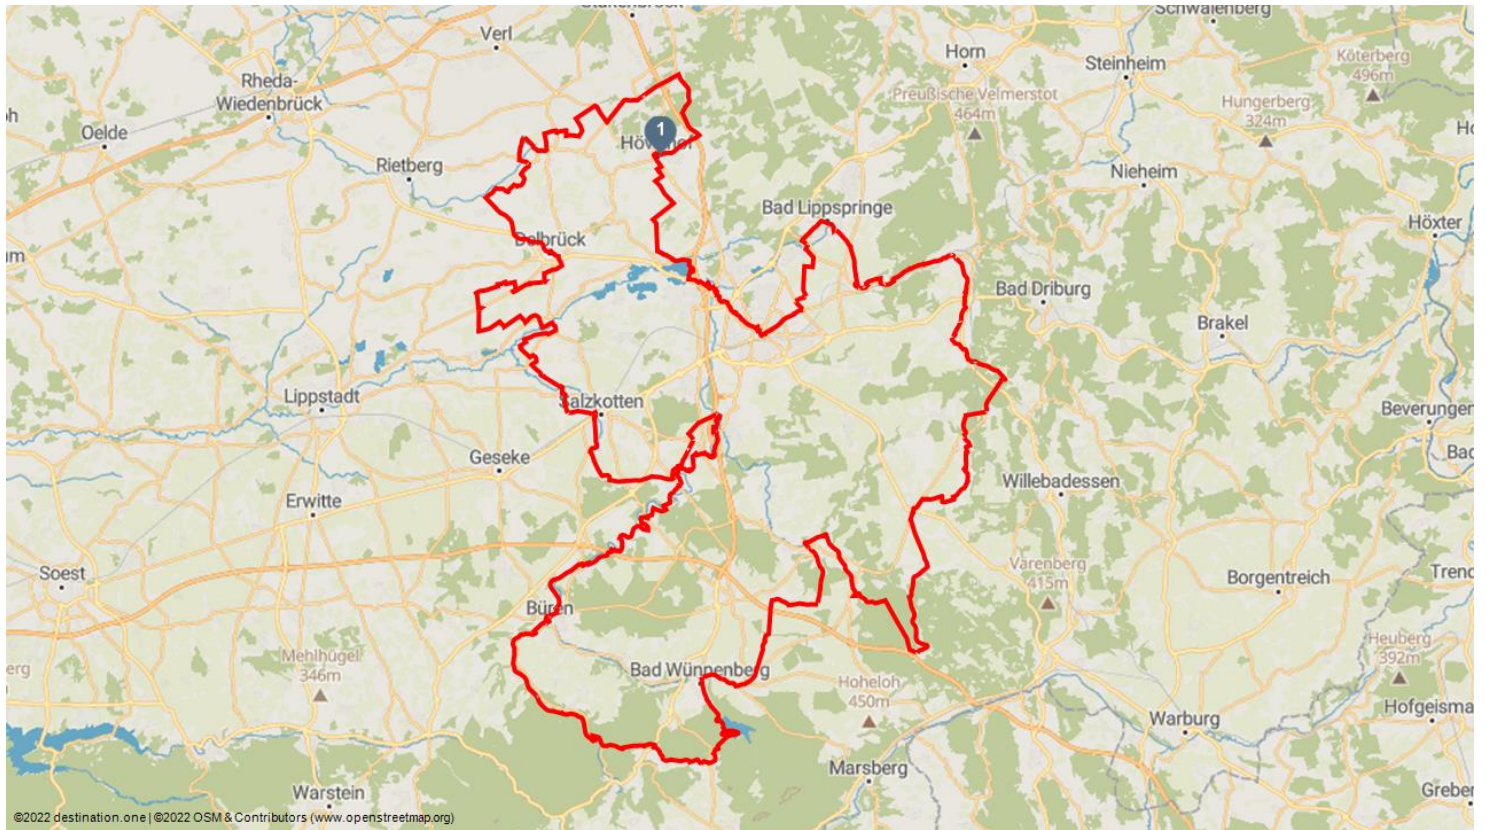 Schwalenberg
Verl
Horn
Steinheim
Köterberg
496m
Rheda-
Wiedenbrück
Preußische Velmerstot
464m
Hungerberg
324m
Oelde
1
Rietberg
Nieheim
Bad Lippspringe
Höxter
Delbrück
Bad Driburg
Brakel
Lippstadt
Salzkotten
Beverungen
Geseke
Willebadessen
Erwitte
Soest
Varenberg
415m
Borgentreich
Büren
Mehlhügel
346m
Heuberg
392m
Bad Wünnenberg
Hoheloh
450m
Warburg
Hofgeisma
Marsberg
Warstein
Greber
©2022 destination.one | ©2022 OSM & Contributors (www.openstreetmap.org)